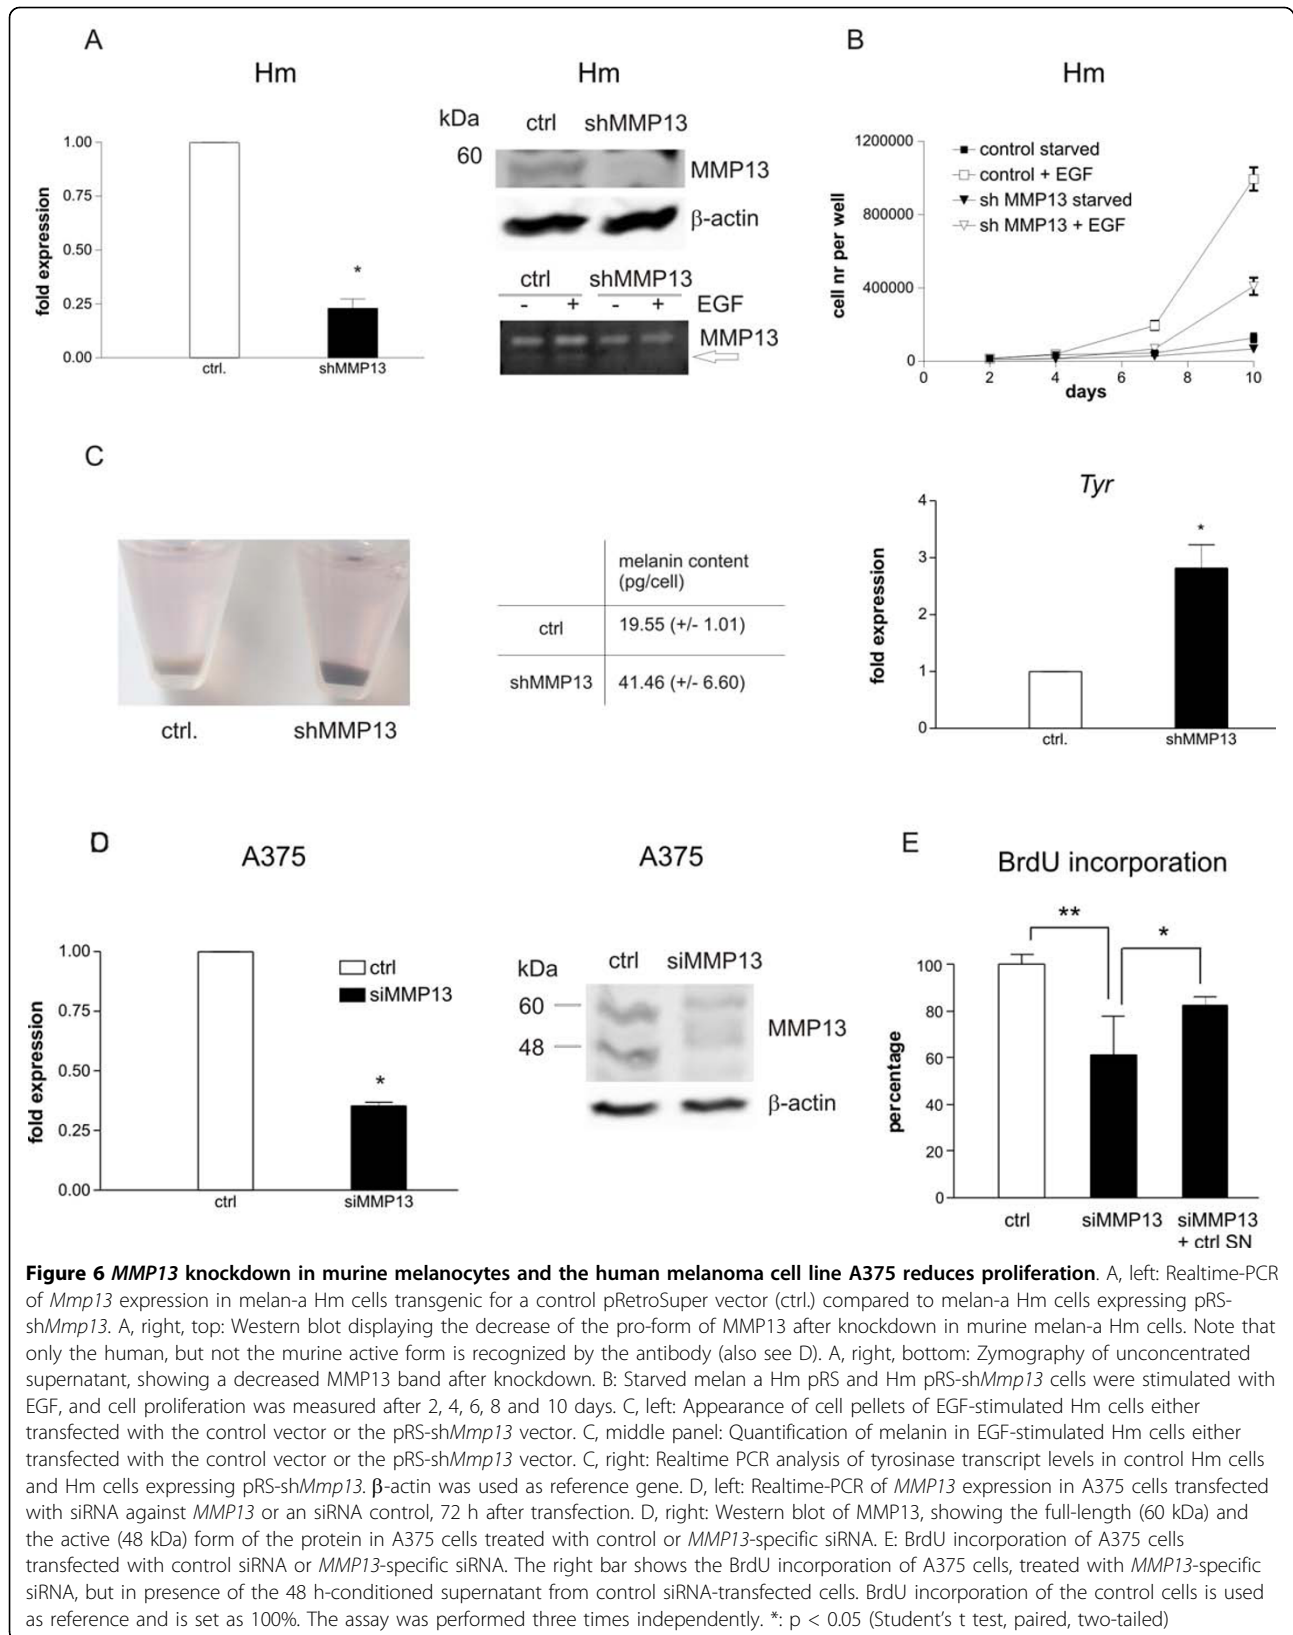 A
Hm
1.00
0.75
0.50
0.25
0.00
fold expression
*
ctrl.
shMMP13
Hm
kDa
ctrl shMMP13
60
MMP13
β-actin
ctrl shMMP13
- + - + EGF
MMP13
B
Hm
1200000
800000
400000
0
cell nr per well
control starved
control + EGF
sh MMP13 starved
sh MMP13 + EGF
0 2 4 6 8 10
days
C
ctrl. shMMP13
melanin content
(pg/cell)
ctrl 19.55 (+/- 1.01)
shMMP13 41.46 (+/- 6.60)
Tyr
4
3
2
1
0
fold expression
*
ctrl. shMMP13
D
A375
1.00
0.75
0.50
0.25
0.00
fold expression
ctrl
siMMP13
*
ctrl siMMP13
A375
kDa
ctrl siMMP13
60
48
MMP13
β-actin
E
BrdU incorporation
**
*
100
80
60
40
20
0
percentage
ctrl siMMP13 siMMP13
+ ctrl SN
Figure 6 MMP13 knockdown in murine melanocytes and the human melanoma cell line A375 reduces proliferation. A, left: Realtime-PCR
of Mmp13 expression in melan-a Hm cells transgenic for a control pRetroSuper vector (ctrl.) compared to melan-a Hm cells expressing pRS-
shMmp13. A, right, top: Western blot displaying the decrease of the pro-form of MMP13 after knockdown in murine melan-a Hm cells. Note that
only the human, but not the murine active form is recognized by the antibody (also see D). A, right, bottom: Zymography of unconcentrated
supernatant, showing a decreased MMP13 band after knockdown. B: Starved melan a Hm pRS and Hm pRS-shMmp13 cells were stimulated with
EGF, and cell proliferation was measured after 2, 4, 6, 8 and 10 days. C, left: Appearance of cell pellets of EGF-stimulated Hm cells either
transfected with the control vector or the pRS-shMmp13 vector. C, middle panel: Quantification of melanin in EGF-stimulated Hm cells either
transfected with the control vector or the pRS-shMmp13 vector. C, right: Realtime PCR analysis of tyrosinase transcript levels in control Hm cells
and Hm cells expressing pRS-shMmp13. β-actin was used as reference gene. D, left: Realtime-PCR of MMP13 expression in A375 cells transfected
with siRNA against MMP13 or an siRNA control, 72 h after transfection. D, right: Western blot of MMP13, showing the full-length (60 kDa) and
the active (48 kDa) form of the protein in A375 cells treated with control or MMP13-specific siRNA. E: BrdU incorporation of A375 cells
transfected with control siRNA or MMP13-specific siRNA. The right bar shows the BrdU incorporation of A375 cells, treated with MMP13-specific
siRNA, but in presence of the 48 h-conditioned supernatant from control siRNA-transfected cells. BrdU incorporation of the control cells is used
as reference and is set as 100%. The assay was performed three times independently. *: p < 0.05 (Student's t test, paired, two-tailed)